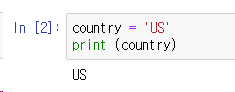 In [2]: country = 'US'
print (country)
US